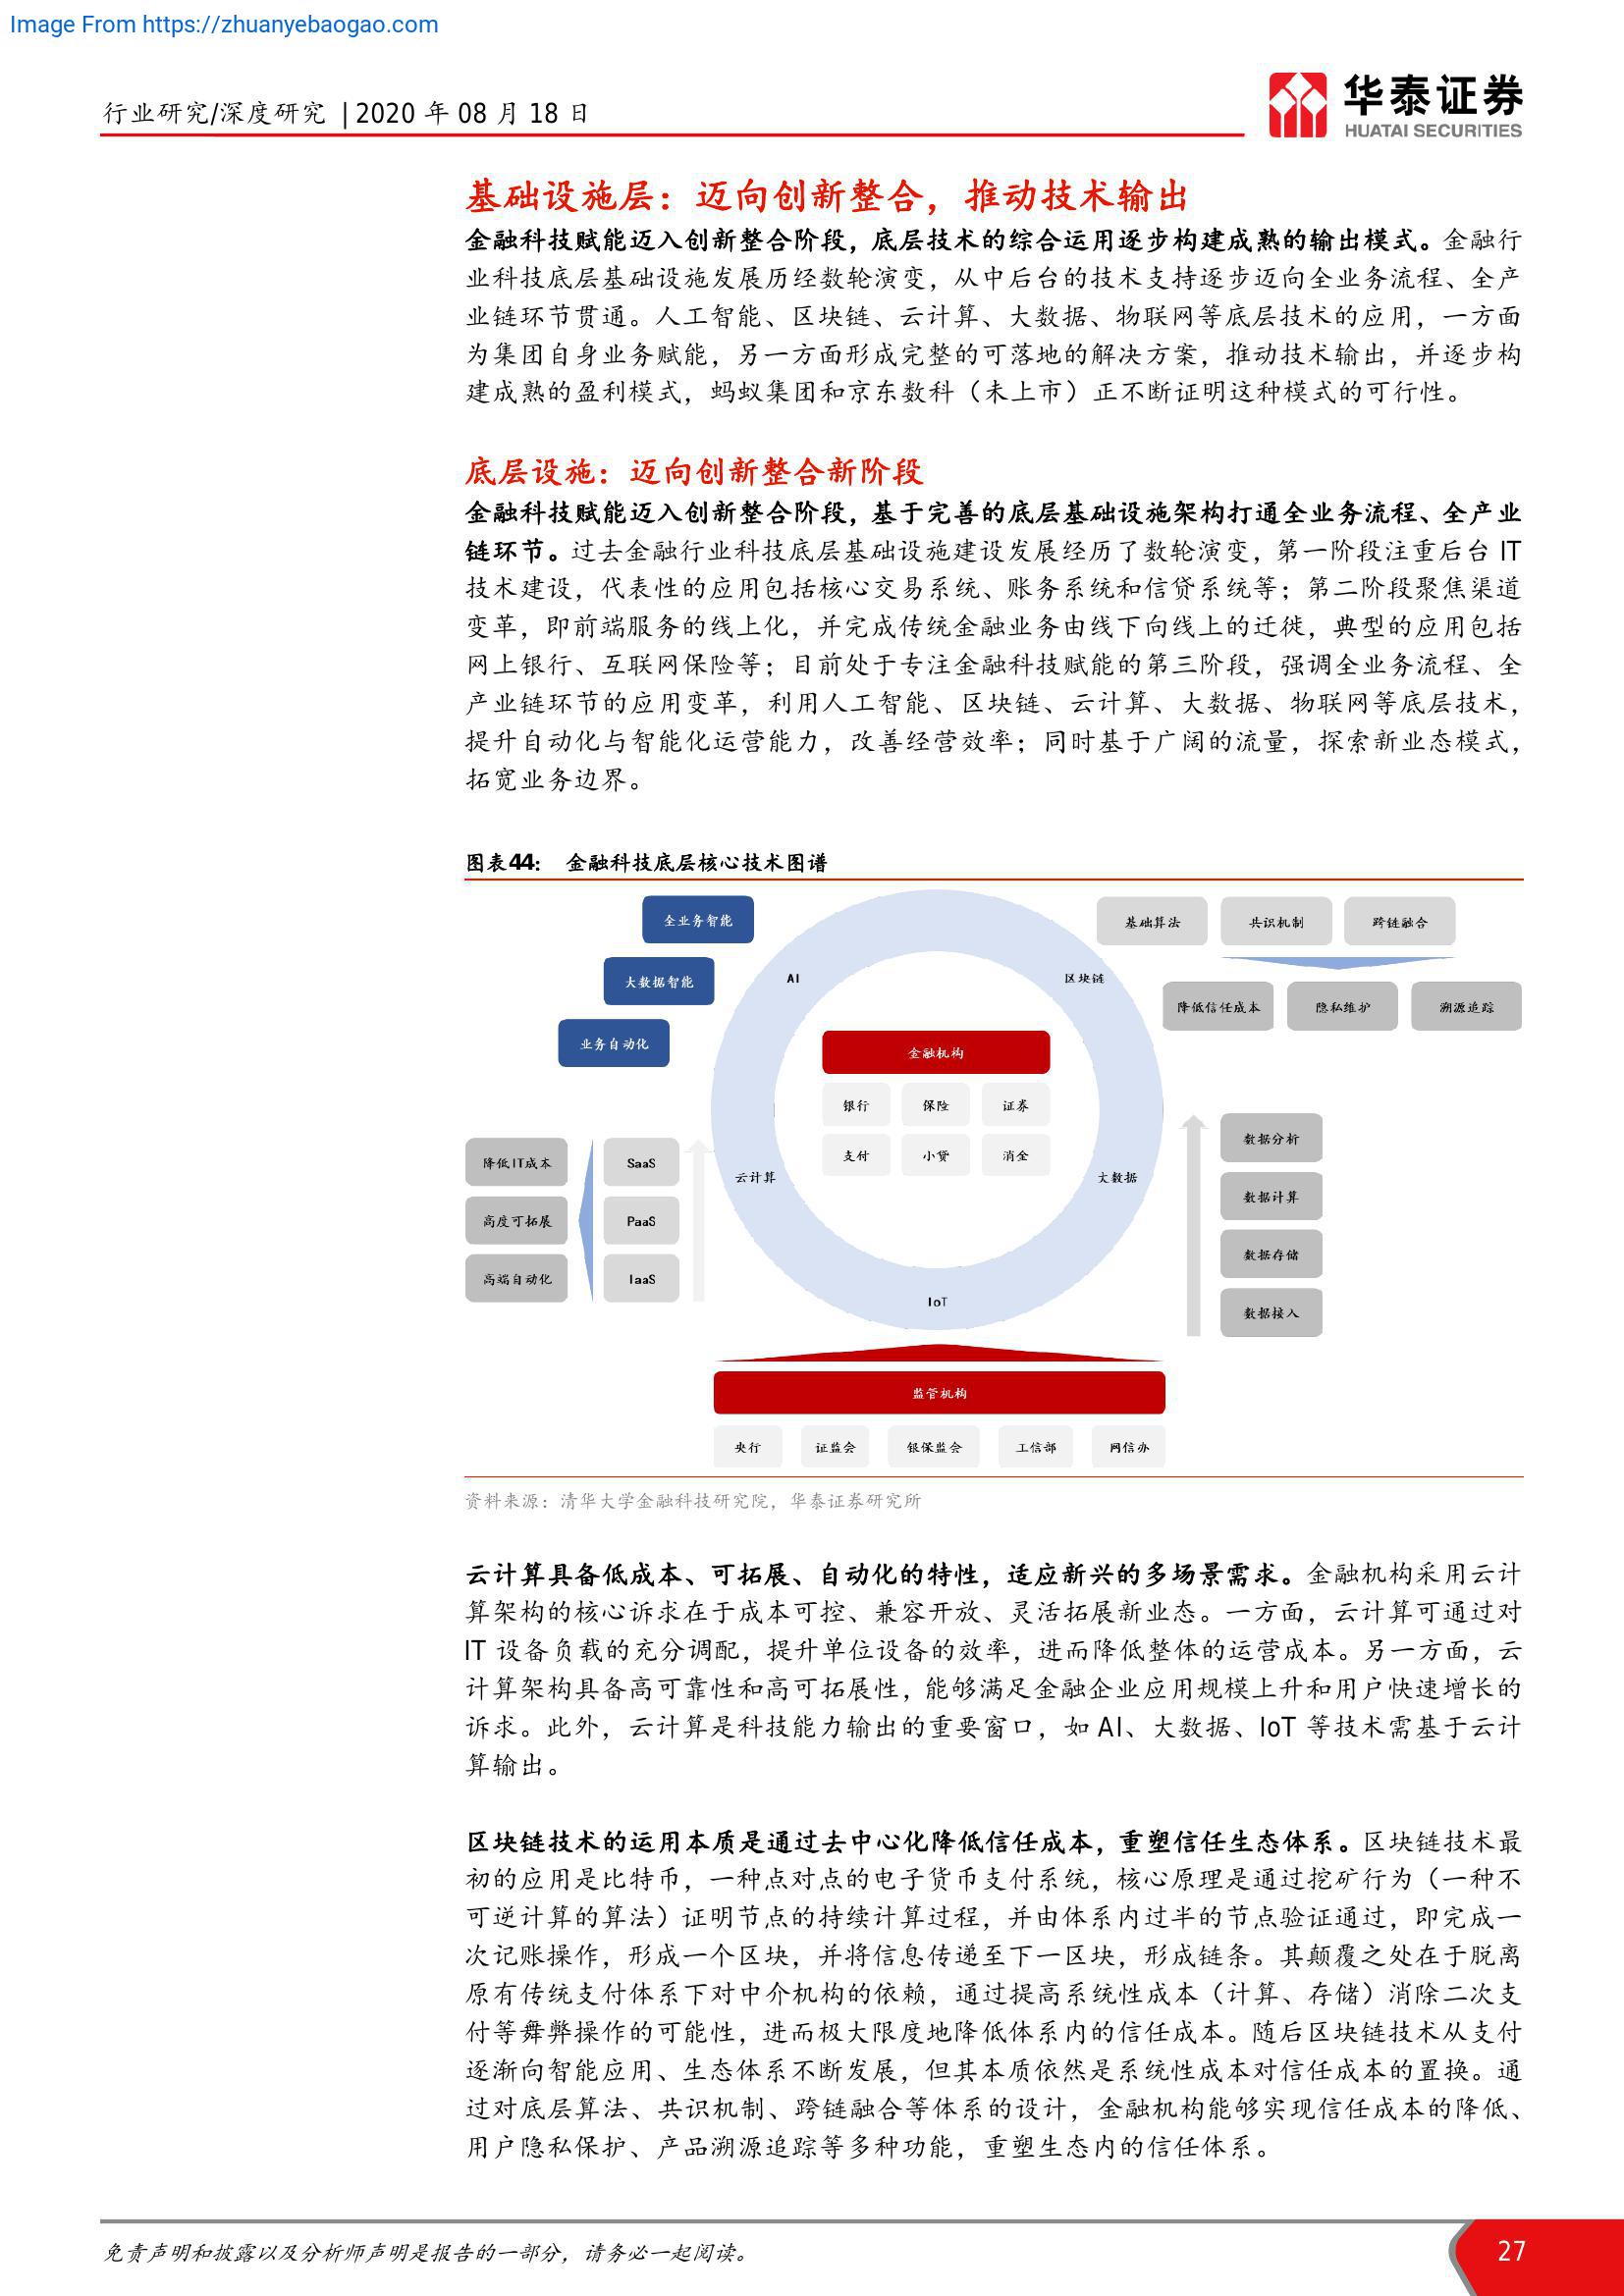 Image From https://zhuanyebaogao.com
行业研究/深度研究 | 2020 年 08 月 18 日
华泰证券
HUATAI SECURITIES
基础设施层：迈向创新整合，推动技术输出
金融科技赋能迈入创新整合阶段，底层技术的综合运用逐步构建成熟的输出模式。金融行
业科技底层基础设施发展历经数轮演变，从中后台的技术支持逐步迈向全业务流程、全产
业链环节贯通。人工智能、区块链、云计算、大数据、物联网等底层技术的应用，一方面
为集团自身业务赋能，另一方面形成完整的可落地的解决方案，推动技术输出，并逐步构
建成熟的盈利模式，蚂蚁集团和京东数科（未上市）正不断证明这种模式的可行性。
底层设施：迈向创新整合新阶段
金融科技赋能迈入创新整合阶段，基于完善的底层基础设施架构打通全业务流程、全产业
链环节。过去金融行业科技底层基础设施建设发展经历了数轮演变，第一阶段注重后台 IT
技术建设，代表性的应用包括核心交易系统、账务系统和信贷系统等；第二阶段聚焦渠道
变革，即前端服务的线上化，并完成传统金融业务由线下向线上的迁徙，典型的应用包括
网上银行、互联网保险等；目前处于专注金融科技赋能的第三阶段，强调全业务流程、全
产业链环节的应用变革，利用人工智能、区块链、云计算、大数据、物联网等底层技术，
提升自动化与智能化运营能力，改善经营效率；同时基于广阔的流量，探索新业态模式，
拓宽业务边界。
图表44： 金融科技底层核心技术图谱
全业务智能
大数据智能
业务自动化
AI
区块链
基础算法
共识机制
跨链融合
降低信任成本
隐私维护
溯源追踪
金融机构
银行
保险
证券
支付
小贷
消金
降低IT成本
高度可拓展
高端自动化
SaaS
PaaS
IaaS
云计算
大数据
数据分析
数据计算
数据存储
数据接入
IoT
监管机构
央行
证监会
银保监会
工信部
网信办
资料来源：清华大学金融科技研究院，华泰证券研究所
云计算具备低成本、可拓展、自动化的特性，适应新兴的多场景需求。金融机构采用云计
算架构的核心诉求在于成本可控、兼容开放、灵活拓展新业态。一方面，云计算可通过对
IT 设备负载的充分调配，提升单位设备的效率，进而降低整体的运营成本。另一方面，云
计算架构具备高可靠性和高可拓展性，能够满足金融企业应用规模上升和用户快速增长的
诉求。此外，云计算是科技能力输出的重要窗口，如 AI、大数据、IoT 等技术需基于云计
算输出。
区块链技术的运用本质是通过去中心化降低信任成本，重塑信任生态体系。区块链技术最
初的应用是比特币，一种点对点的电子货币支付系统，核心原理是通过挖矿行为（一种不
可逆计算的算法）证明节点的持续计算过程，并由体系内过半的节点验证通过，即完成一
次记账操作，形成一个区块，并将信息传递至下一区块，形成链条。其颠覆之处在于脱离
原有传统支付体系下对中介机构的依赖，通过提高系统性成本（计算、存储）消除二次支
付等舞弊操作的可能性，进而极大限度地降低体系内的信任成本。随后区块链技术从支付
逐渐向智能应用、生态体系不断发展，但其本质依然是系统性成本对信任成本的置换。通
过对底层算法、共识机制、跨链融合等体系的设计，金融机构能够实现信任成本的降低、
用户隐私保护、产品溯源追踪等多种功能，重塑生态内的信任体系。
免责声明和披露以及分析师声明是报告的一部分，请务必一起阅读。
27